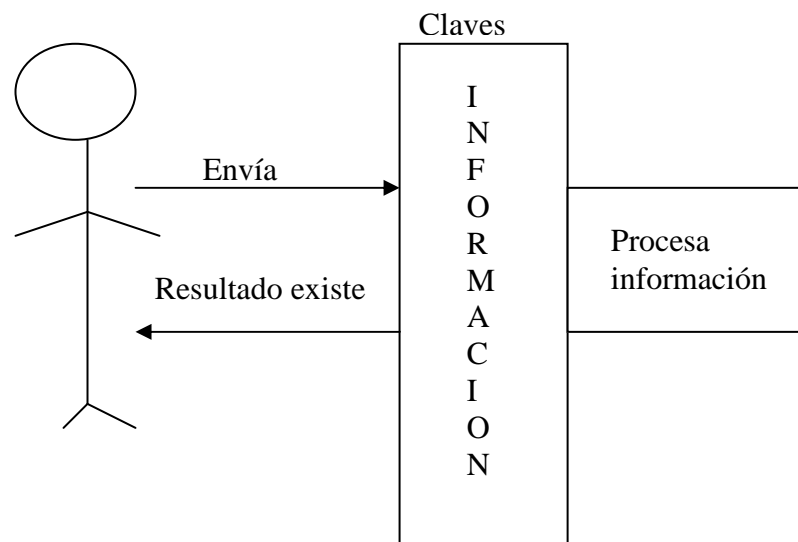 Claves
I
N
F
O
R
M
A
C
I
O
N
Envía
Resultado existe
Procesa
información